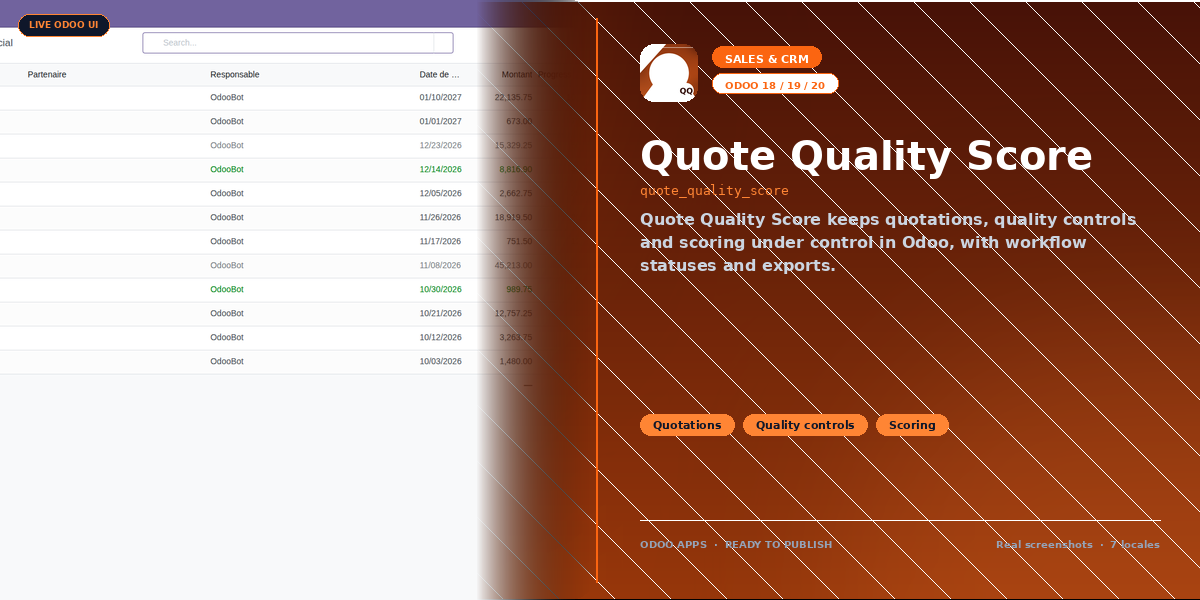 LIVE ODOO UI
cial
Search...
Partenaire Responsable Date de ... Montant
OdooBot 01/10/2027 22,135.75
OdooBot 01/01/2027 673.00
OdooBot 12/23/2026 15,329.25
OdooBot 12/14/2026 8,816.50
OdooBot 12/05/2026 2,662.75
OdooBot 11/26/2026 18,919.50
OdooBot 11/17/2026 751.50
OdooBot 11/08/2026 45,213.00
OdooBot 10/30/2026 989.75
OdooBot 10/21/2026 12,757.25
OdooBot 10/12/2026 3,263.75
OdooBot 10/03/2026 1,480.00
QQ
SALES & CRM
ODOO 18 / 19 / 20
Quote Quality Score
quote_quality_score
Quote Quality Score keeps quotations, quality controls
and scoring under control in Odoo, with workflow
statuses and exports.
Quotations Quality controls Scoring
ODOO APPS · READY TO PUBLISH
Real screenshots · 7 locales